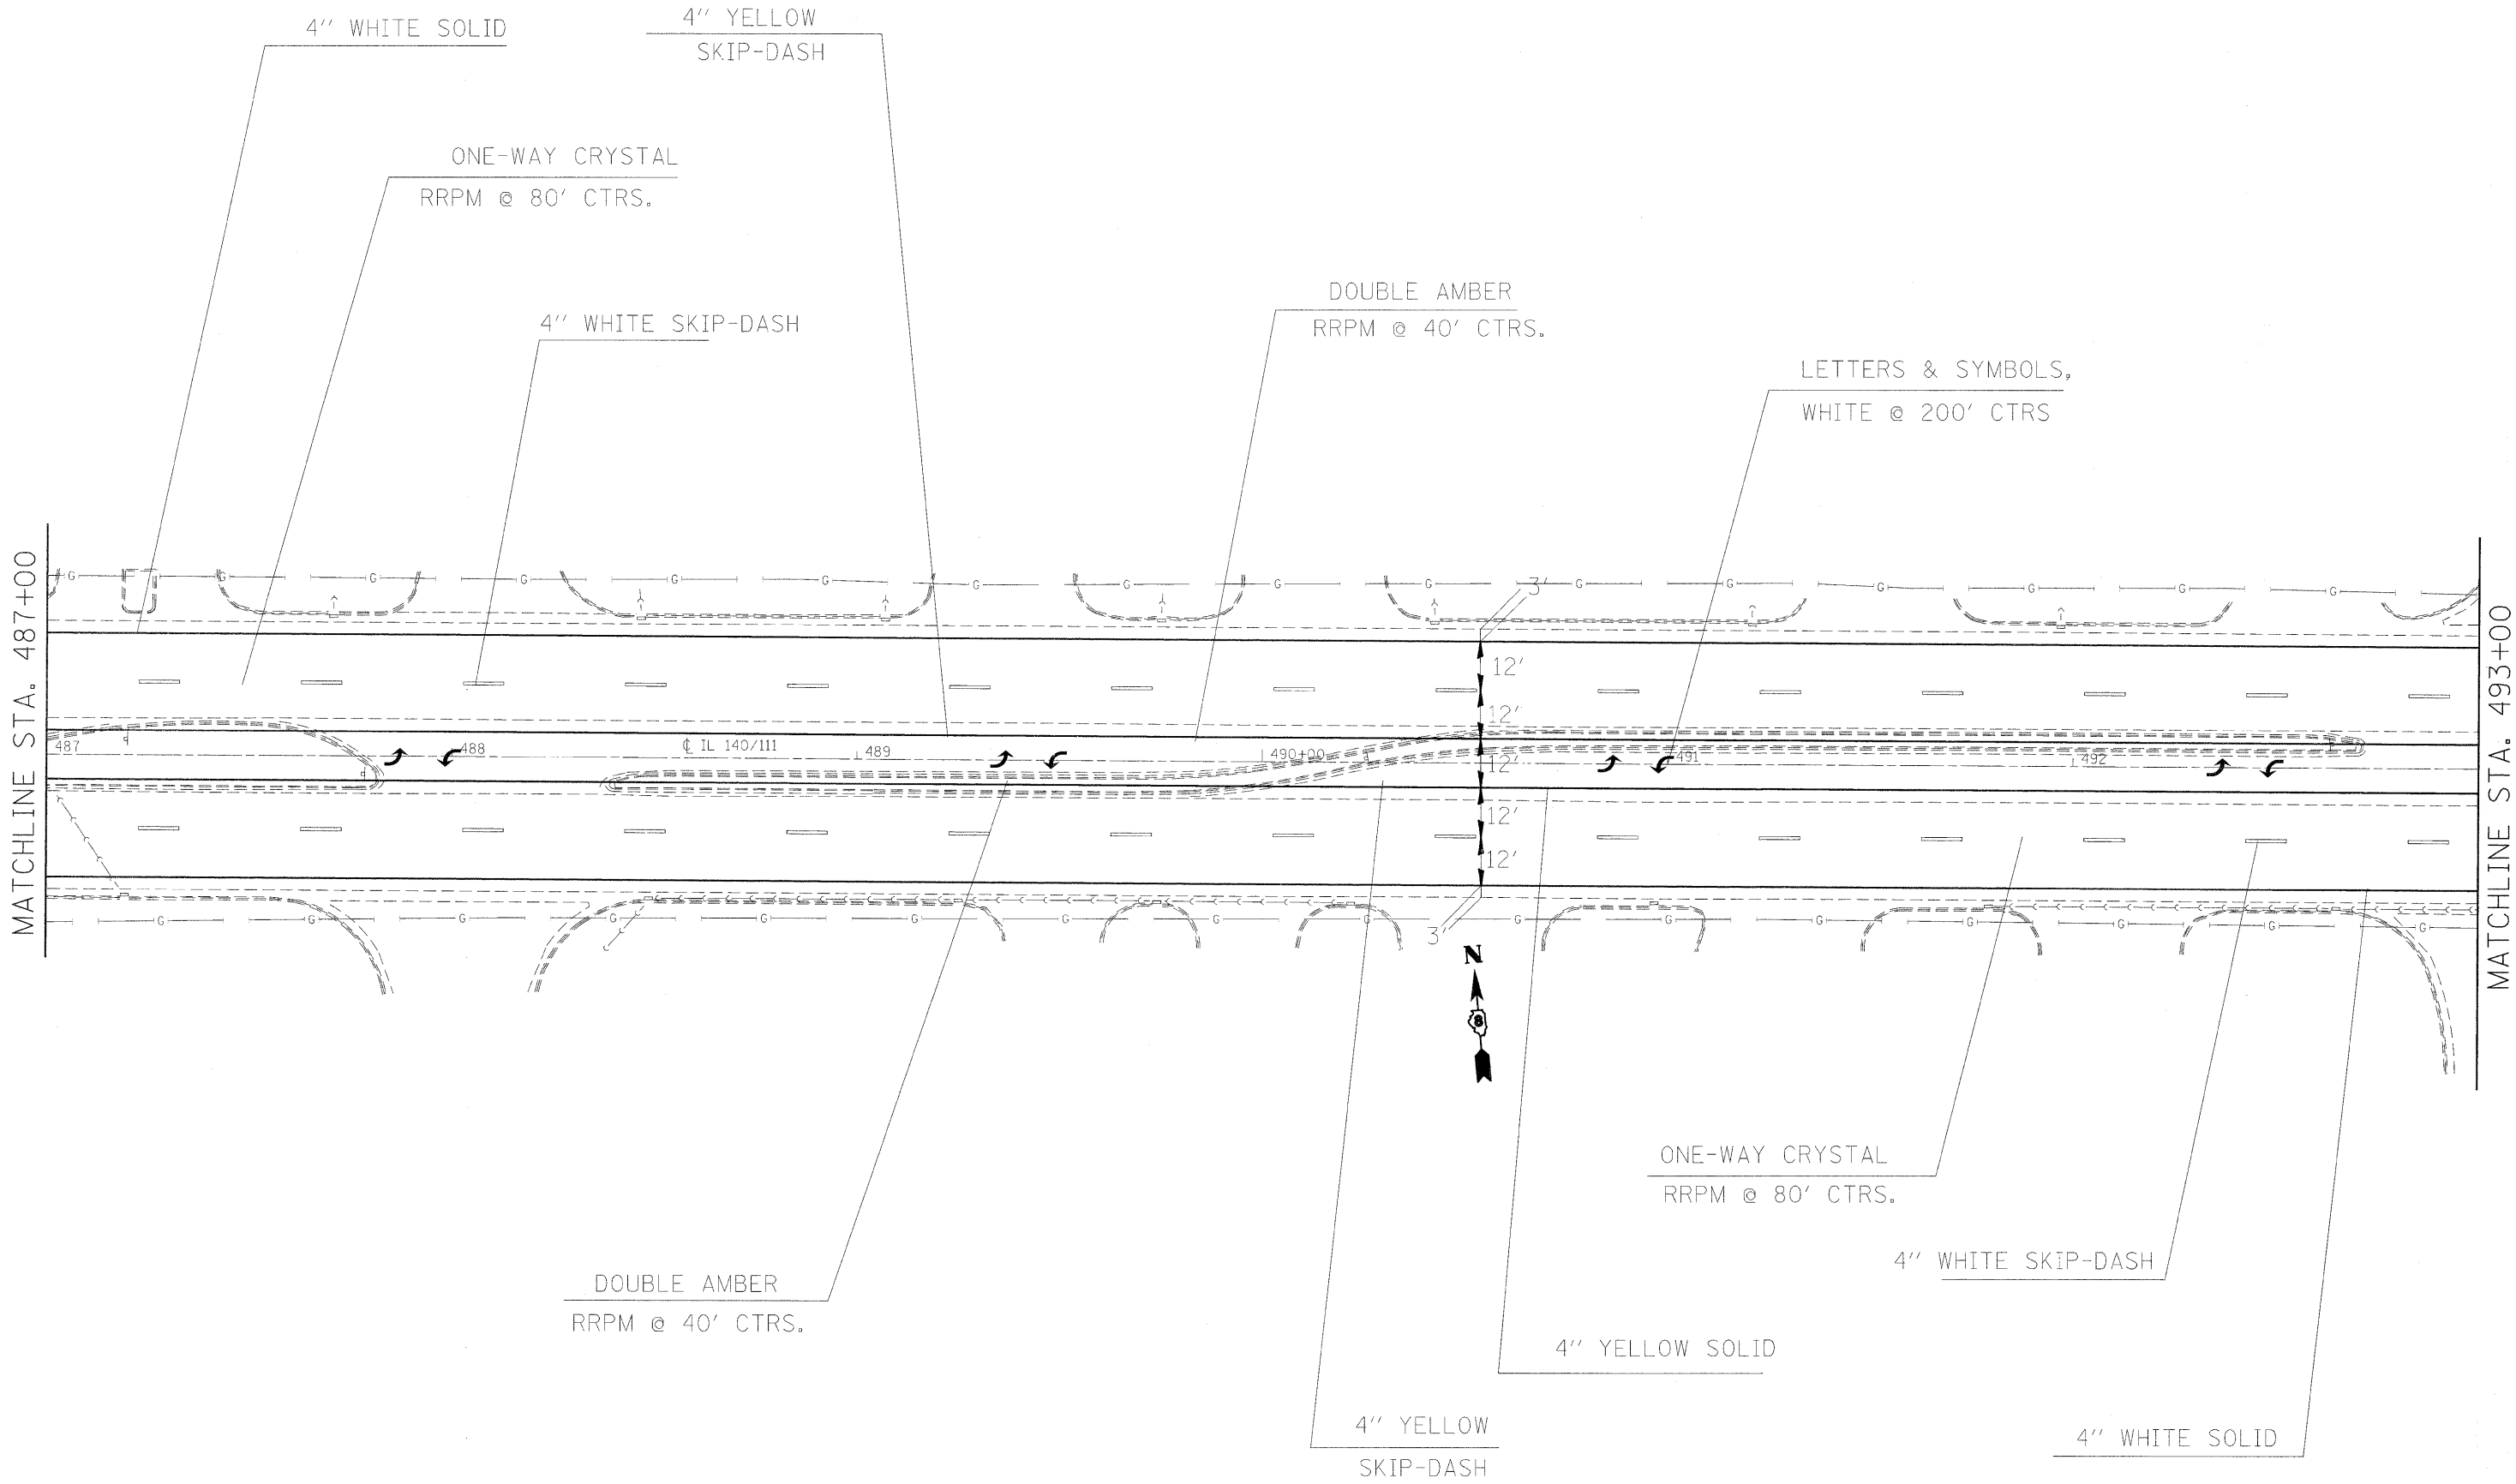 4'' WHITE SOLID
4'' YELLOW
SKIP-DASH
ONE-WAY CRYSTAL
RRPM @ 80' CTRS.
4'' WHITE SKIP-DASH
DOUBLE AMBER
RRPM @ 40' CTRS.
LETTERS & SYMBOLS,
WHITE @ 200' CTRS
MATCHLINE STA. 487+00
MATCHLINE STA. 493+00
G G G G G G G G G G G G G G G G
3'
12'
12'
12'
12'
12'
3'
487
488
℄ IL 140/111
489
490+00
491
492
G G G G G G G G G G G G G G G G
N
8
ONE-WAY CRYSTAL
RRPM @ 80' CTRS.
4'' WHITE SKIP-DASH
DOUBLE AMBER
RRPM @ 40' CTRS.
4'' YELLOW SOLID
4'' YELLOW
SKIP-DASH
4'' WHITE SOLID